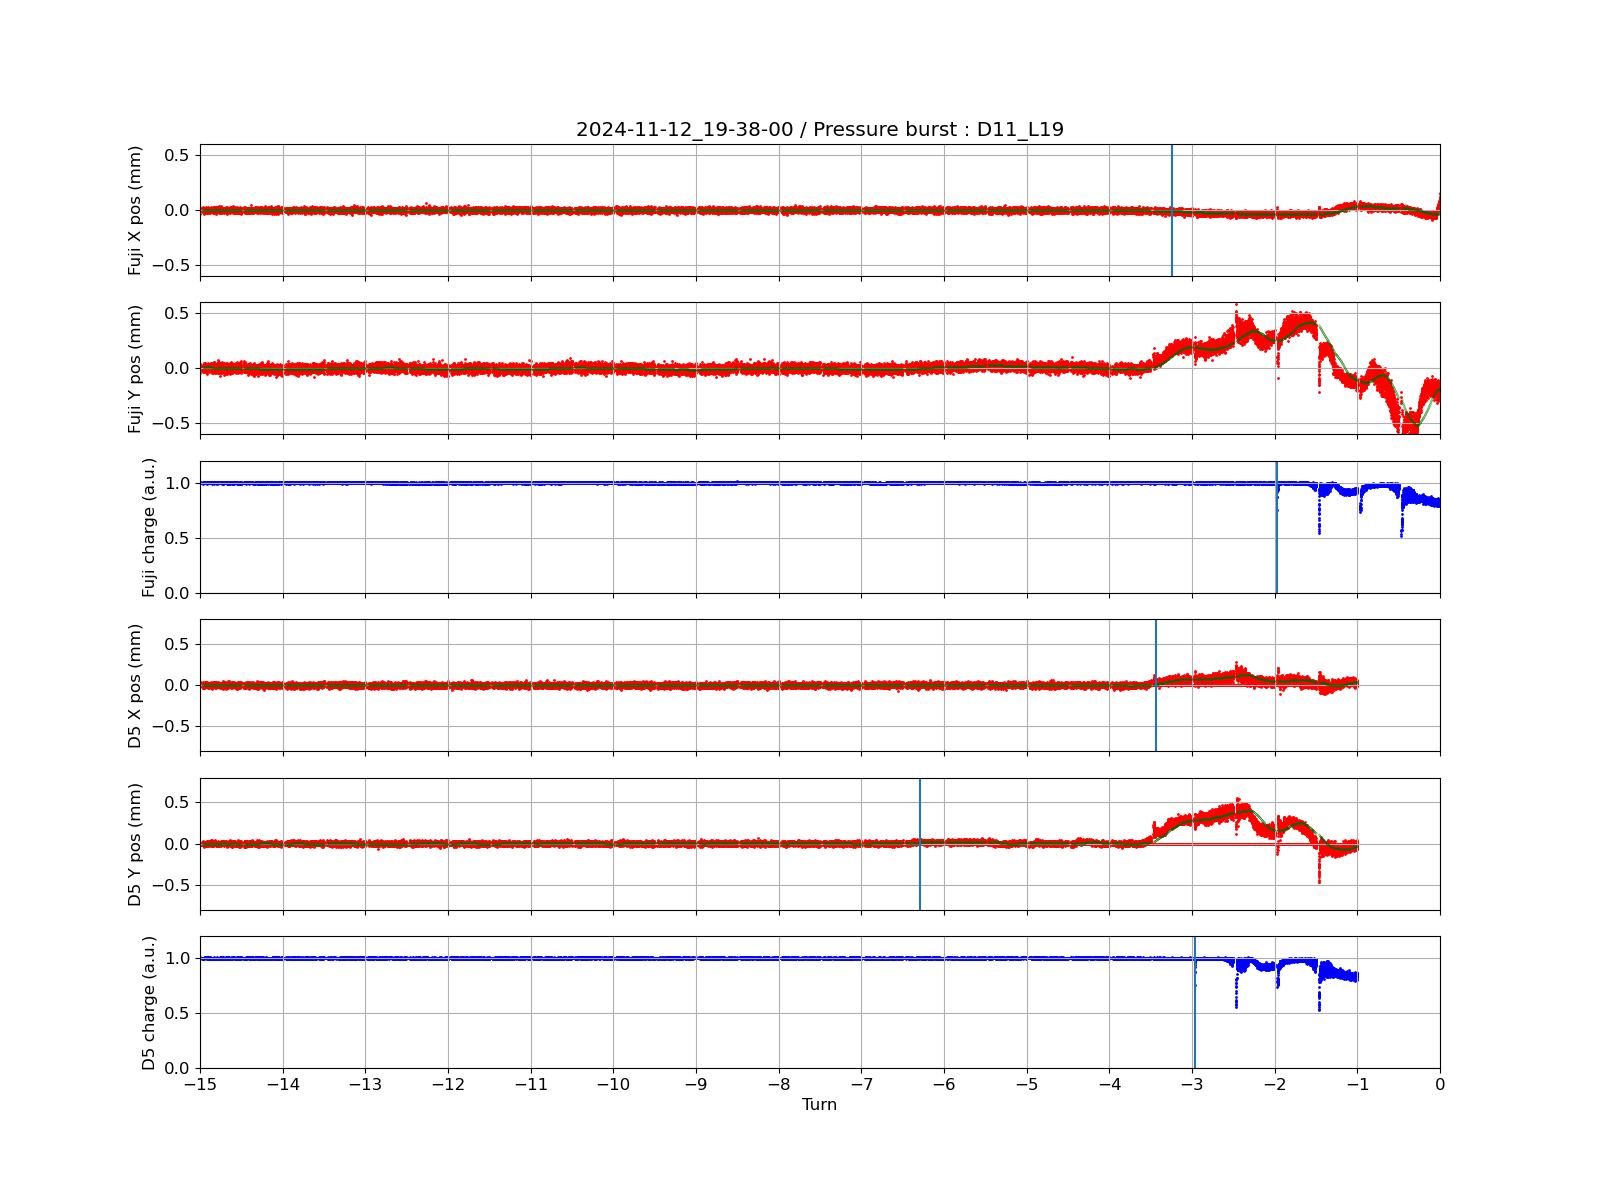 2024-11-12_19-38-00 / Pressure burst : D11_L19
Fuji X pos (mm)
0.5
0.0
−0.5
Fuji Y pos (mm)
0.5
0.0
−0.5
Fuji charge (a.u.)
1.0
0.5
0.0
D5 X pos (mm)
0.5
0.0
−0.5
D5 Y pos (mm)
0.5
0.0
−0.5
D5 charge (a.u.)
1.0
0.5
0.0
−15 −14 −13 −12 −11 −10 −9 −8 −7 −6 −5 −4 −3 −2 −1 0
Turn